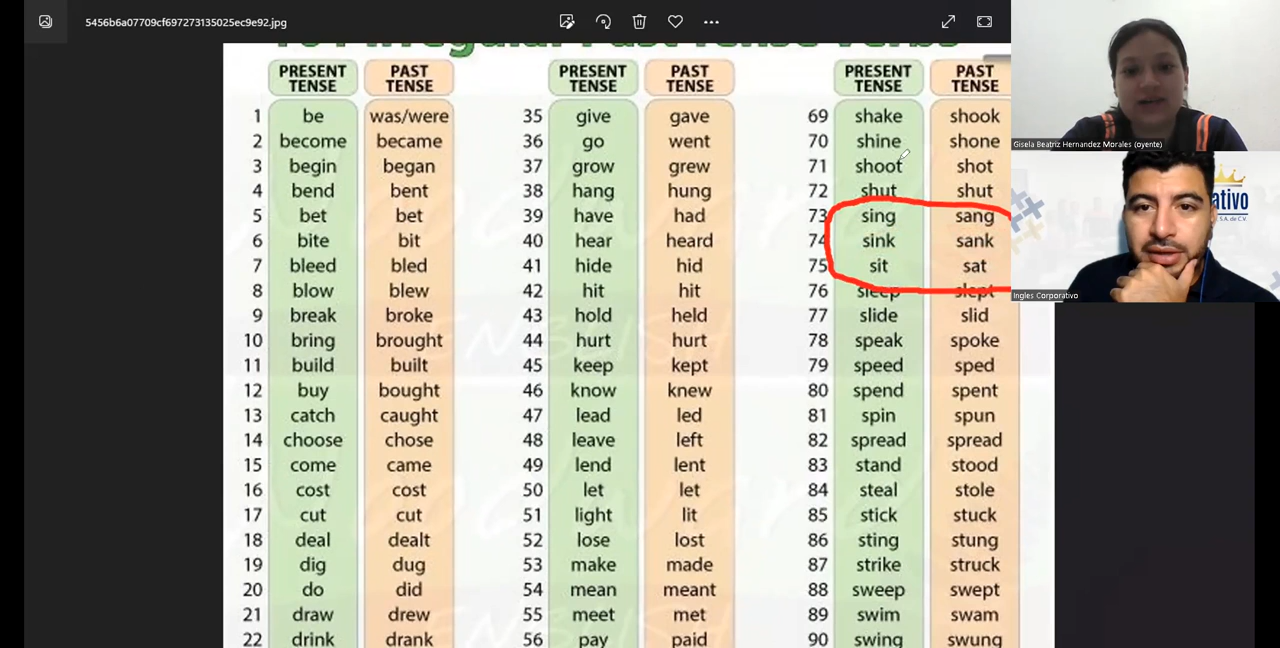 5456b6a07709cf697273135025ec9e92.jpg
PRESENT TENSE PAST TENSE PRESENT TENSE PAST TENSE PRESENT TENSE PAST TENSE
1 be was/were 35 give gave 69 shake shook
2 become became 36 go went 70 shine shone
3 begin began 37 grow grew 71 shoot shot
4 bend bent 38 hang hung 72 shut shut
5 bet bet 39 have had 73 sing sang
6 bite bit 40 hear heard 74 sink sank
7 bleed bled 41 hide hid 75 sit sat
8 blow blew 42 hit hit 76 sleep slept
9 break broke 43 hold held 77 slide slid
10 bring brought 44 hurt hurt 78 speak spoke
11 build built 45 keep kept 79 speed sped
12 buy bought 46 know knew 80 spend spent
13 catch caught 47 lead led 81 spin spun
14 choose chose 48 leave left 82 spread spread
15 come came 49 lend lent 83 stand stood
16 cost cost 50 let let 84 steal stole
17 cut cut 51 light lit 85 stick stuck
18 deal dealt 52 lose lost 86 sting stung
19 dig dug 53 make made 87 strike struck
20 do did 54 mean meant 88 sweep swept
21 draw drew 55 meet met 89 swim swam
22 drink drank 56 pay paid 90 swing swung
Gisela Beatriz Hernandez Morales (oyente)
ativo
S.A. de C.V.
Ingles Corporativo